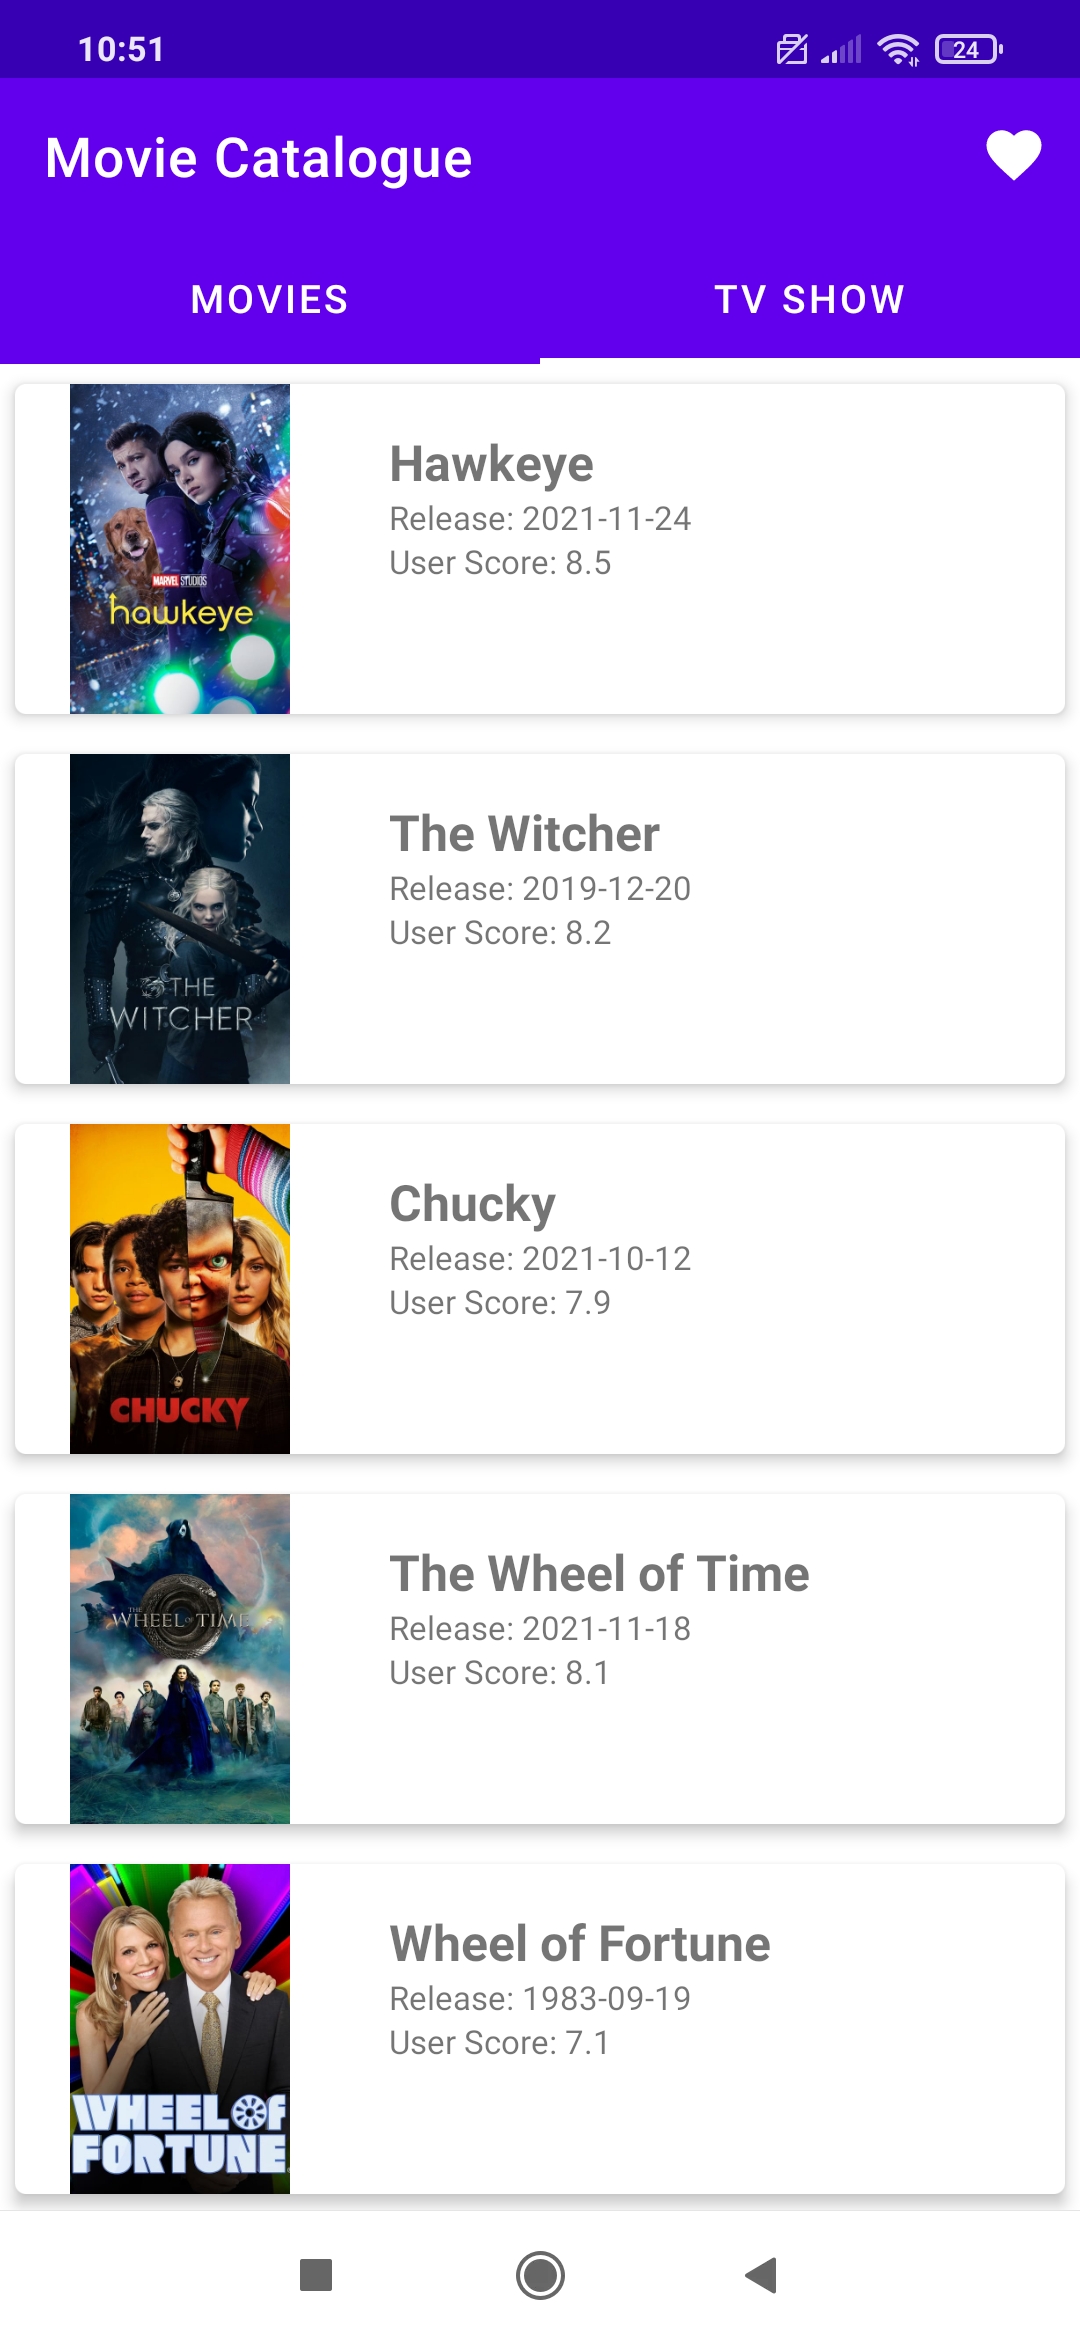 10:51
24
Movie Catalogue
MOVIES
TV SHOW
MARVEL STUDIOS
hawkeye
Hawkeye
Release: 2021-11-24
User Score: 8.5
THE
WITCHER
The Witcher
Release: 2019-12-20
User Score: 8.2
CHUCKY
Chucky
Release: 2021-10-12
User Score: 7.9
THE
WHEEL OF TIME
The Wheel of Time
Release: 2021-11-18
User Score: 8.1
WHEEL OF
FORTUNE
Wheel of Fortune
Release: 1983-09-19
User Score: 7.1